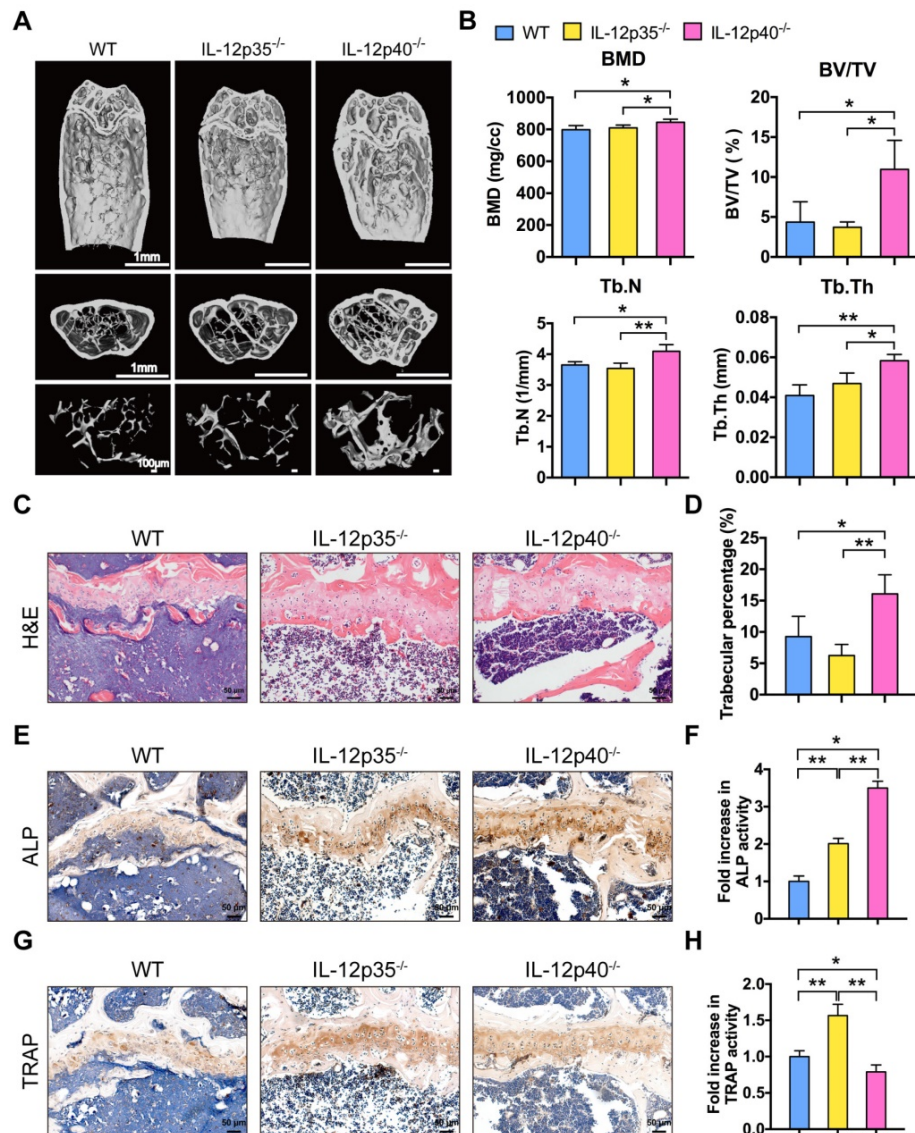 A
WT
IL-12p35-/-
IL-12p40-/-
1mm
1mm
100μm
B
WT
IL-12p35-/-
IL-12p40-/-
BMD
*
*
BMD (mg/cc)
1000
800
600
400
200
0
BV/TV
*
*
BV/TV (%)
20
15
10
5
0
Tb.N
*
**
Tb.N (1/mm)
5
4
3
2
1
0
Tb.Th
**
*
Tb.Th (mm)
0.08
0.06
0.04
0.02
0.00
C
WT
IL-12p35-/-
IL-12p40-/-
H&E
50 μm
50 μm
50 μm
D
*
**
Trabecular percentage (%)
25
20
15
10
5
0
E
WT
IL-12p35-/-
IL-12p40-/-
ALP
50 μm
50 μm
50 μm
F
*
** **
Fold increase in
ALP activity
4
3
2
1
0
G
WT
IL-12p35-/-
IL-12p40-/-
TRAP
50 μm
50 μm
50 μm
H
*
** **
Fold increase in
TRAP activity
2.0
1.5
1.0
0.5
0.0